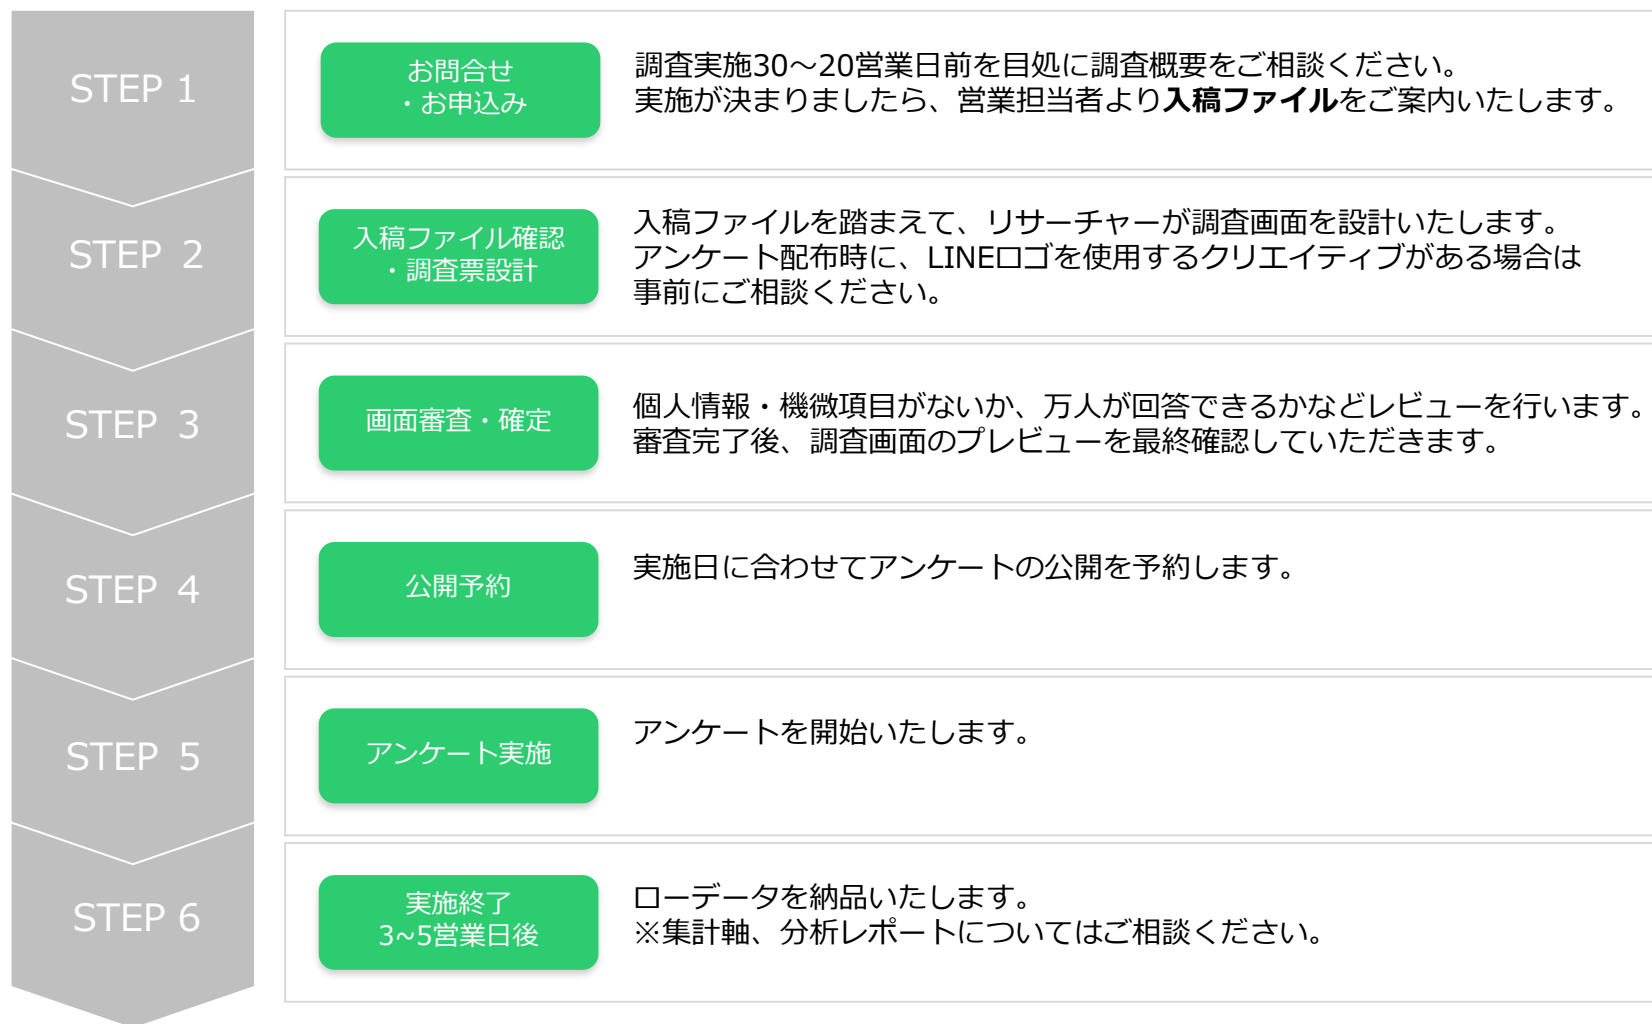 STEP 1
お問合せ
・お申込み
調査実施30～20営業日前を目処に調査概要をご相談ください。
実施が決まりましたら、営業担当者より入稿ファイルをご案内いたします。
STEP 2
入稿ファイル確認
・調査票設計
入稿ファイルを踏まえて、リサーチャーが調査画面を設計いたします。
アンケート配布時に、LINEロゴを使用するクリエイティブがある場合は
事前にご相談ください。
STEP 3
画面審査・確定
個人情報・機微項目がないか、万人が回答できるかなどレビューを行います。
審査完了後、調査画面のプレビューを最終確認していただきます。
STEP 4
公開予約
実施日に合わせてアンケートの公開を予約します。
STEP 5
アンケート実施
アンケートを開始いたします。
STEP 6
実施終了
3~5営業日後
ローデータを納品いたします。
※集計軸、分析レポートについてはご相談ください。